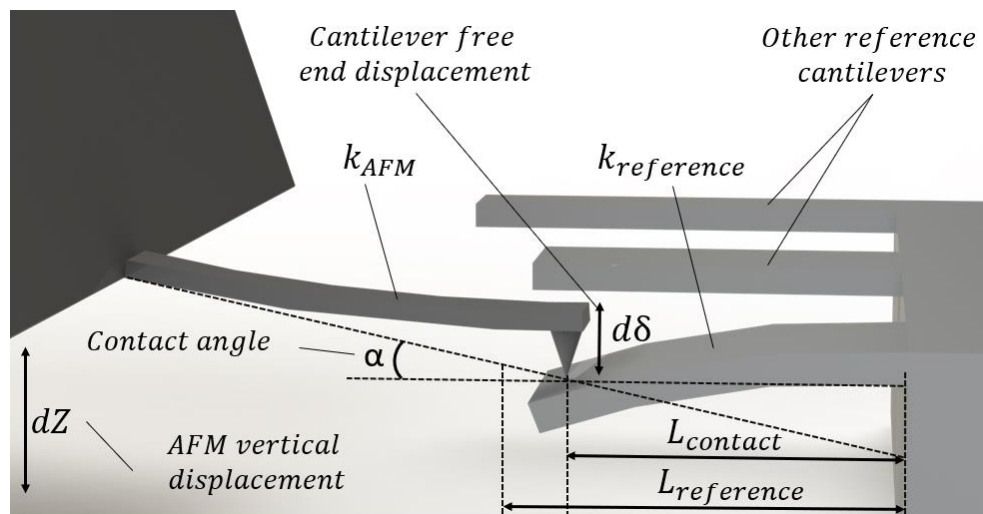 Cantilever free
end displacement
Other reference
cantilevers
k_AFM
k_reference
dδ
Contact angle
α
dZ
AFM vertical
displacement
L_contact
L_reference